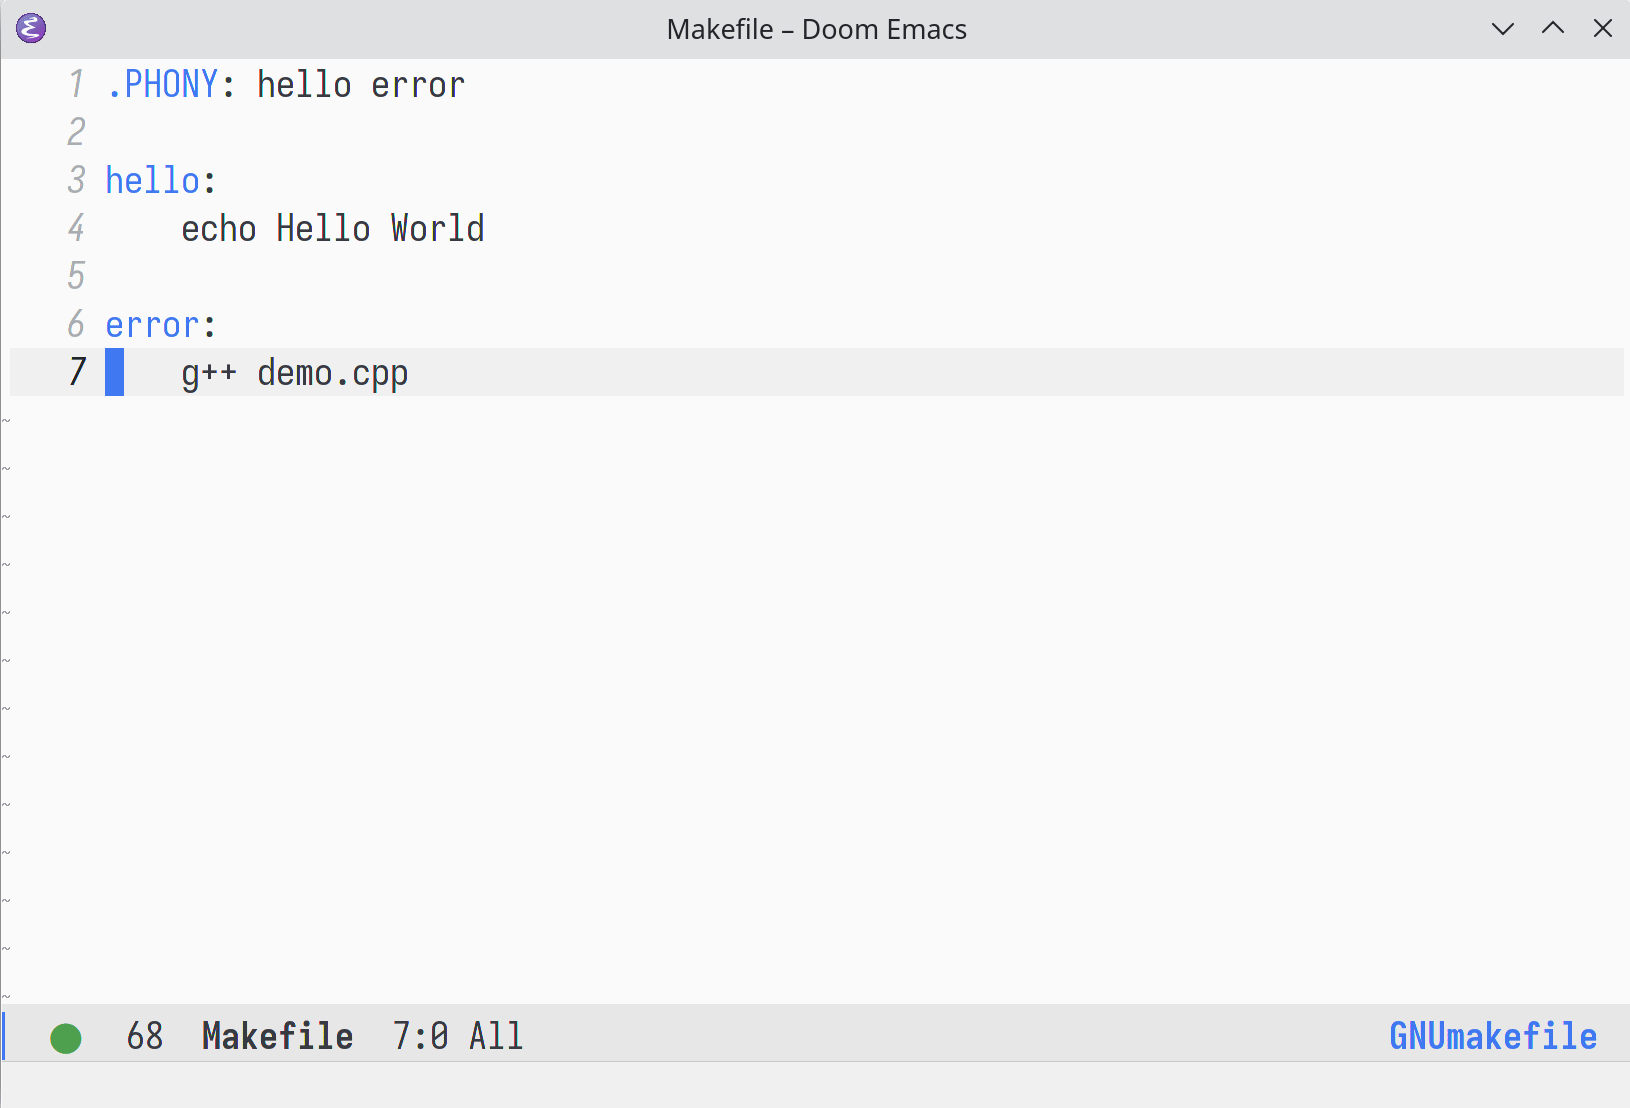 Makefile – Doom Emacs
1 .PHONY: hello error
2
3 hello:
4     echo Hello World
5
6 error:
7     g++ demo.cpp
~
~
~
~
~
~
~
~
~
~
~
~
~
68 Makefile 7:0 All GNUmakefile